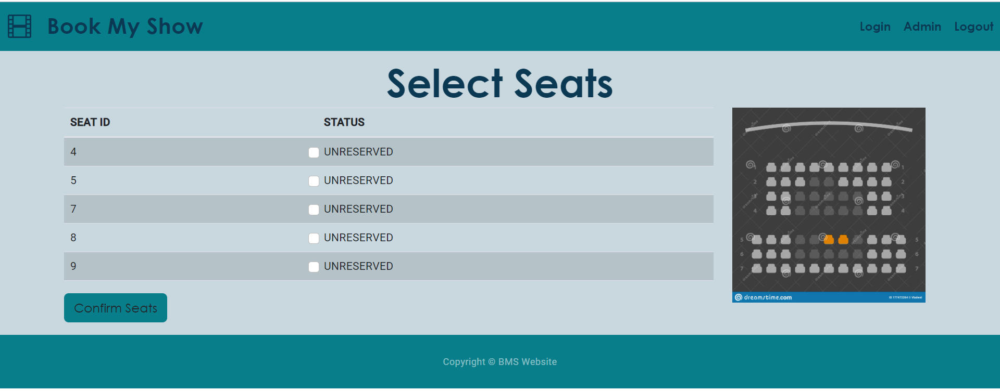 Book My Show
Login Admin Logout
Select Seats
SEAT ID STATUS
4 UNRESERVED
5 UNRESERVED
7 UNRESERVED
8 UNRESERVED
9 UNRESERVED
1 1
2 2
3 3
4 4
5 5
6 6
7 7
dreamstime.com ID 177472264 © Vladwel
Confirm Seats
Copyright © BMS Website